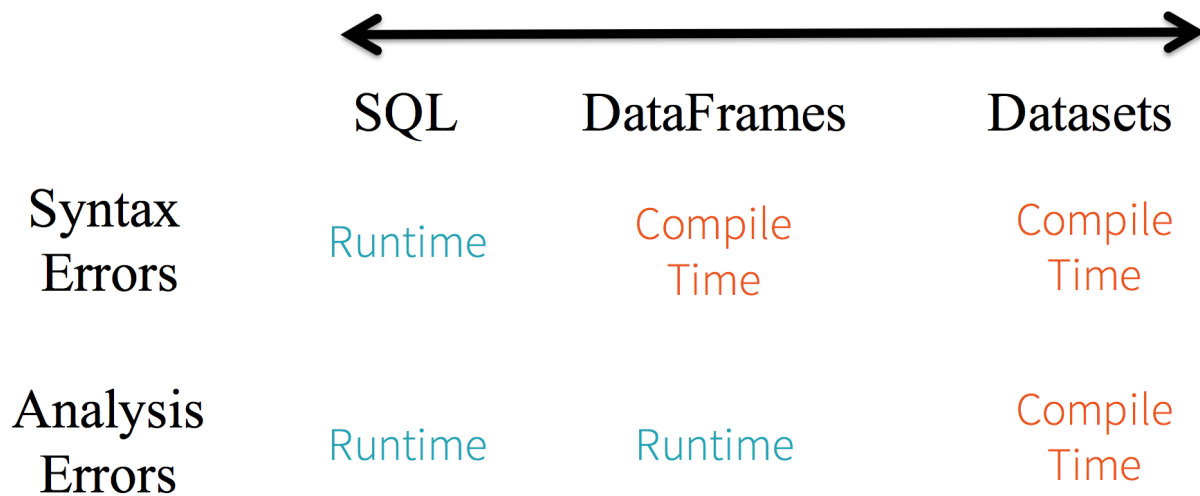 SQL DataFrames Datasets
Syntax
Errors
Runtime
Compile
Time
Compile
Time
Analysis
Errors
Runtime
Runtime
Compile
Time